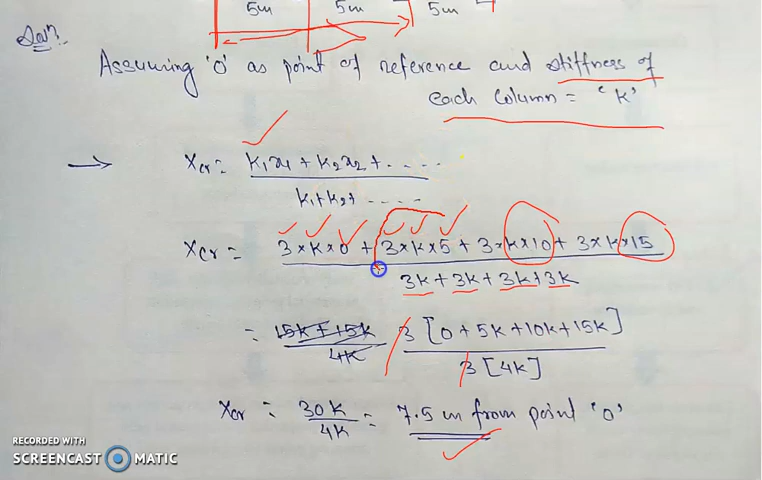 5m 5m 5m
Solⁿ.
Assuming 'O' as point of reference and stiffness of
each column = 'K'
→ Xcr = K₁x₁ + K₂x₂ + .....
K₁+K₂+ .....
Xcr = 3×K×0 + 3×K×5 + 3×K×10 + 3×K×15
3K + 3K + 3K + 3K
= 15K + 15K 3 [0+5K+10K+15K]
4K 3 [4K]
Xcr = 30K = 7.5 m from point 'O'
4K
RECORDED WITH
SCREENCAST MATIC